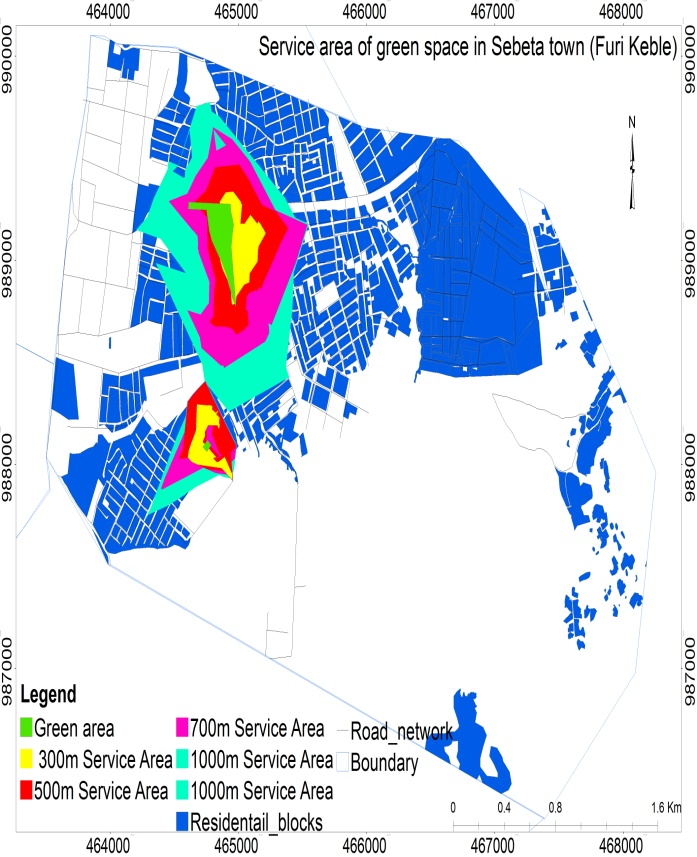 464000 465000 466000 467000 468000
Service area of green space in Sebeta town (Furi Keble)
990000 990000
N
989000 989000
988000 988000
987000 987000
Legend
Green area
300m Service Area
500m Service Area
700m Service Area
1000m Service Area
1000m Service Area
Residentail_blocks
Road_network
Boundary
0 0.4 0.8 1.6 Km
464000 465000 466000 467000 468000